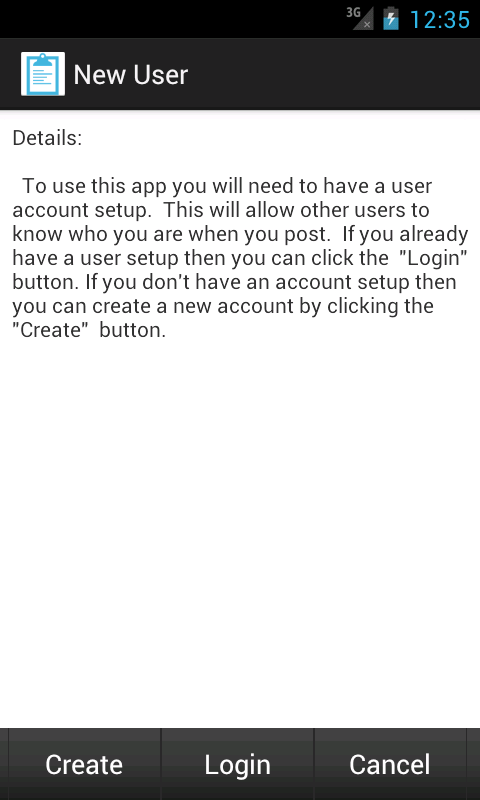 3G
12:35
New User
Details:
To use this app you will need to have a user
account setup.  This will allow other users to
know who you are when you post.  If you already
have a user setup then you can click the  "Login"
button. If you don't have an account setup then
you can create a new account by clicking the
"Create"  button.
Create
Login
Cancel